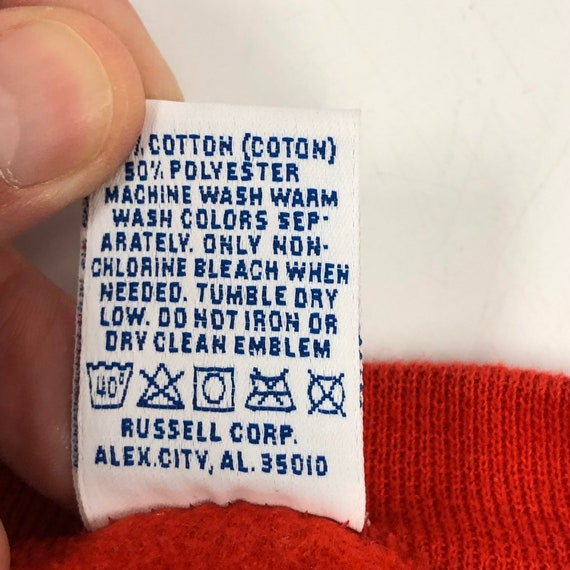 % COTTON (COTON)
50% POLYESTER
MACHINE WASH WARM
WASH COLORS SEP-
ARATELY. ONLY NON-
CHLORINE BLEACH WHEN
NEEDED. TUMBLE DRY
LOW. DO NOT IRON OR
DRY CLEAN EMBLEM
40°
RUSSELL CORP.
ALEX.CITY, AL. 35010